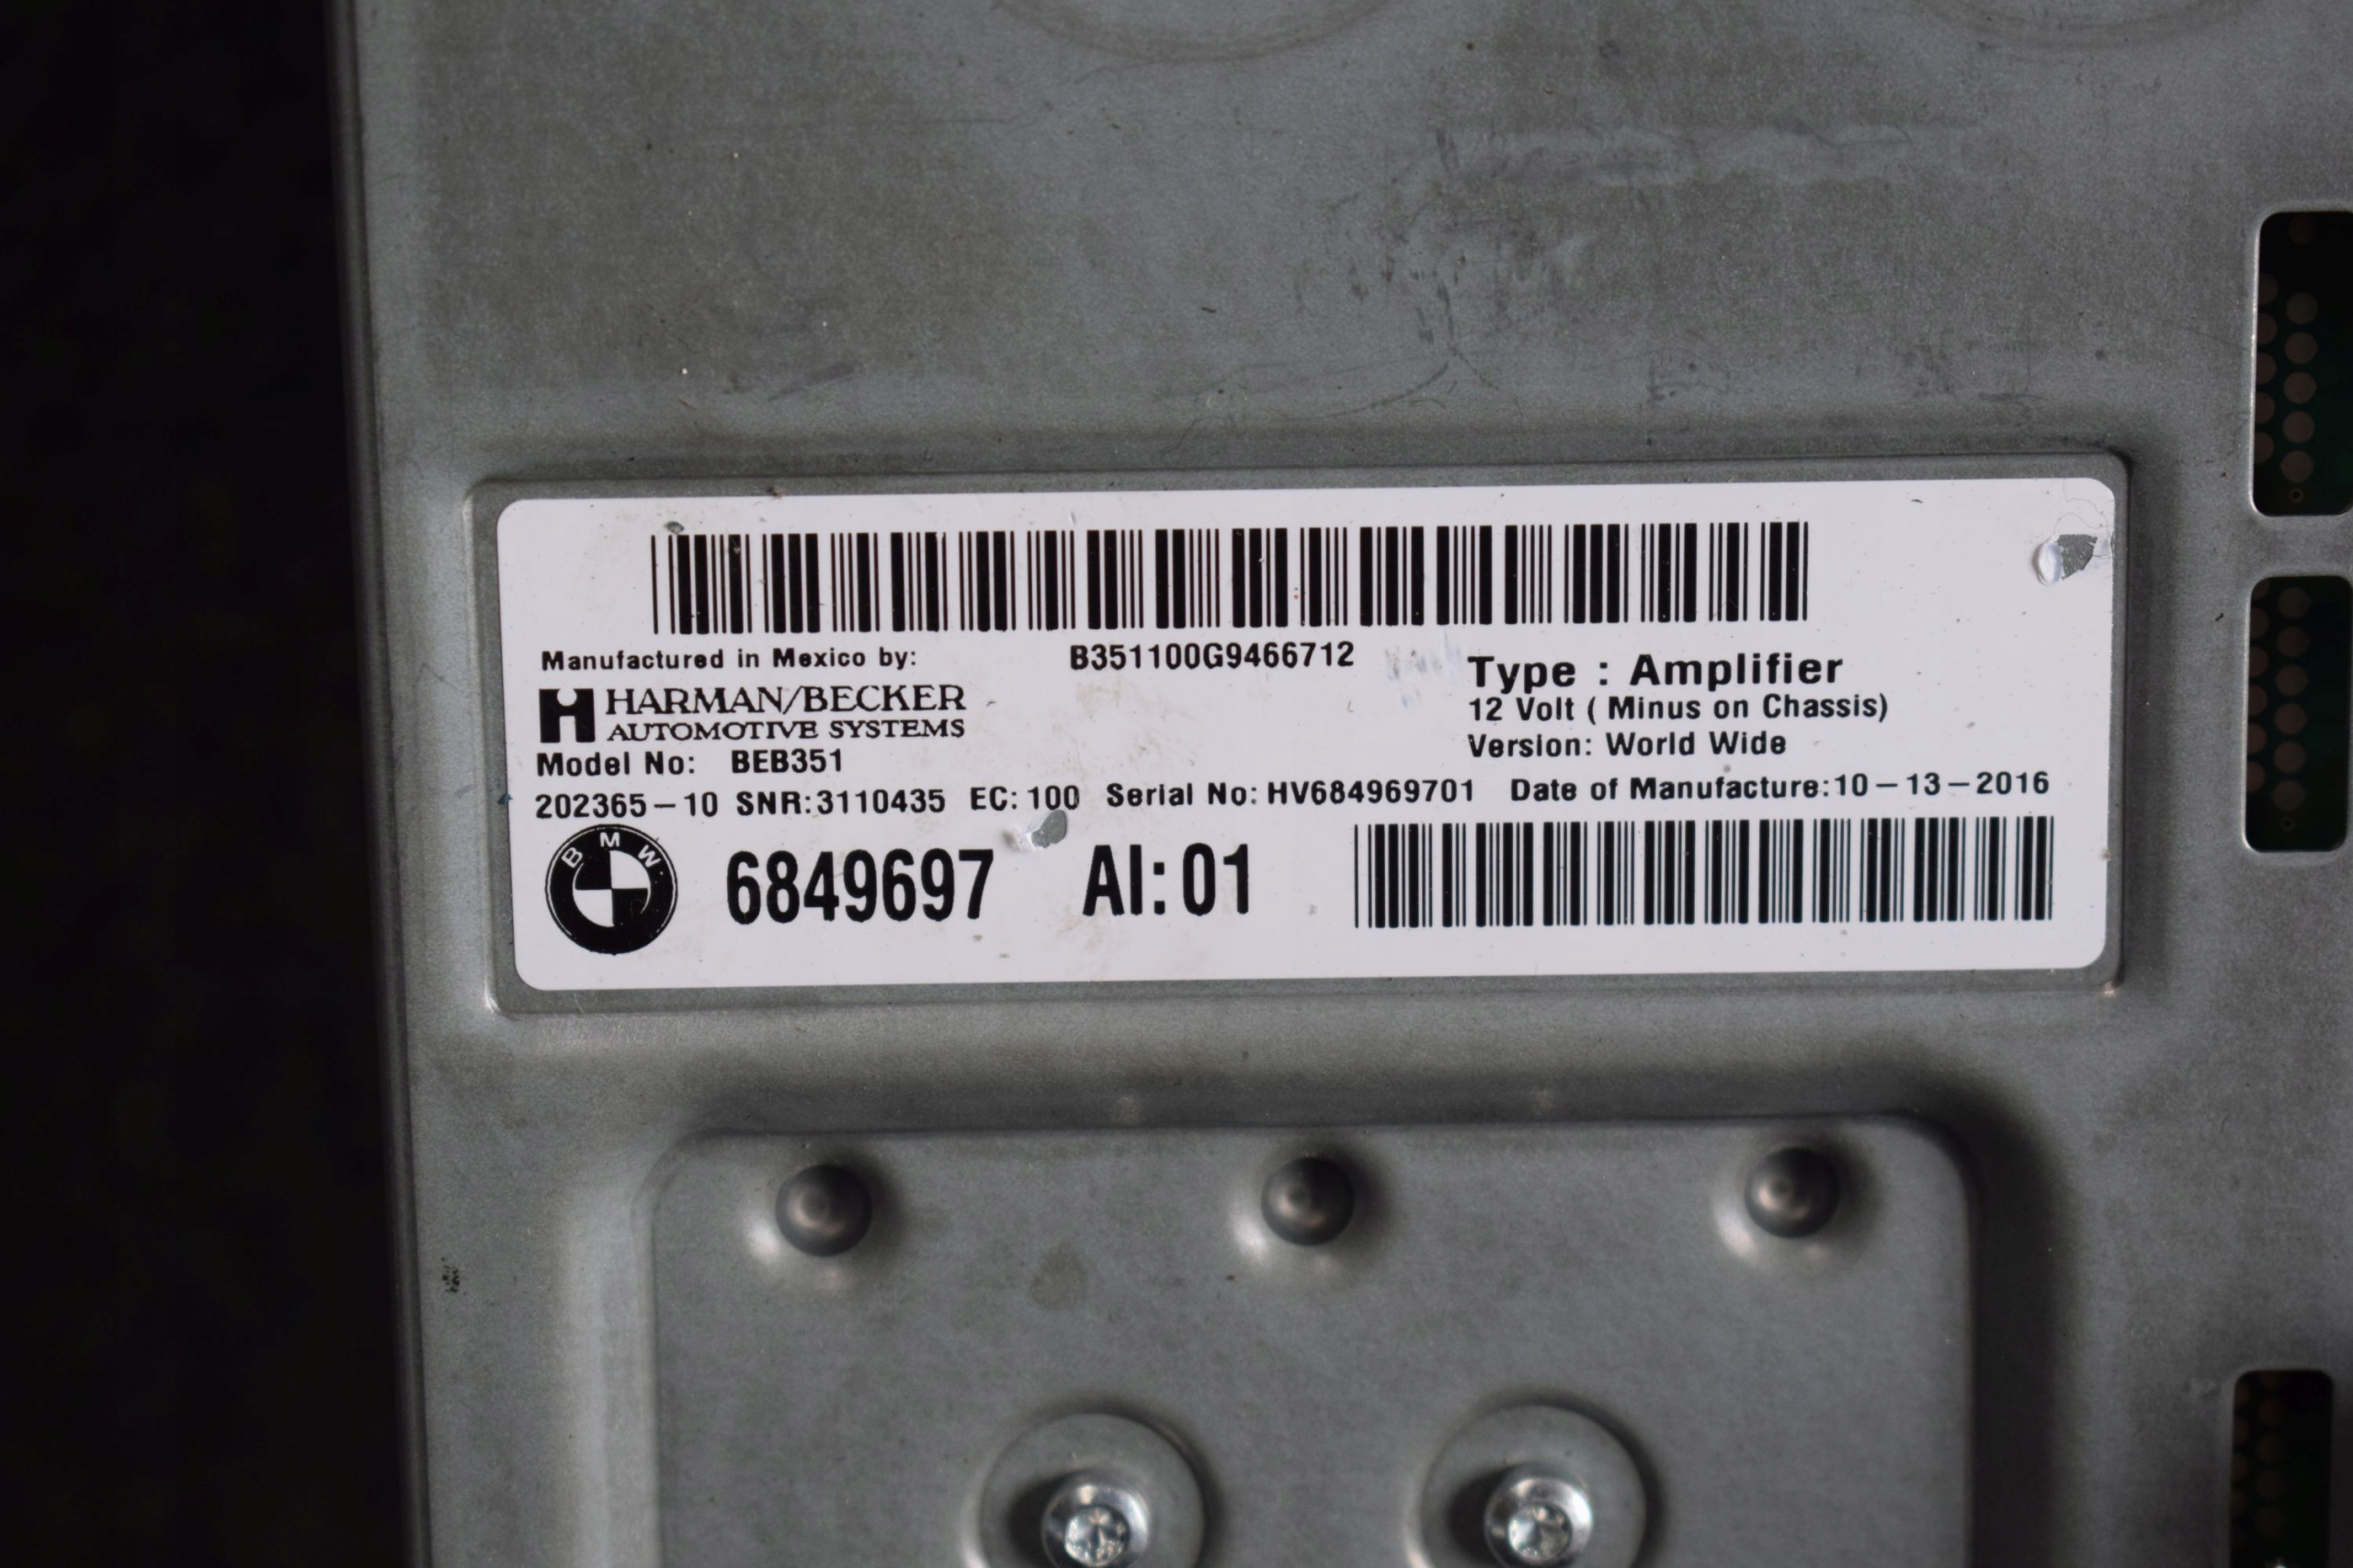 Manufactured in Mexico by:
B351100G9466712
HARMAN/BECKER
AUTOMOTIVE SYSTEMS
Type : Amplifier
12 Volt ( Minus on Chassis)
Version: World Wide
Model No: BEB351
202365-10 SNR:3110435 EC:100 Serial No:HV684969701 Date of Manufacture:10-13-2016
BMW
6849697 AI:01